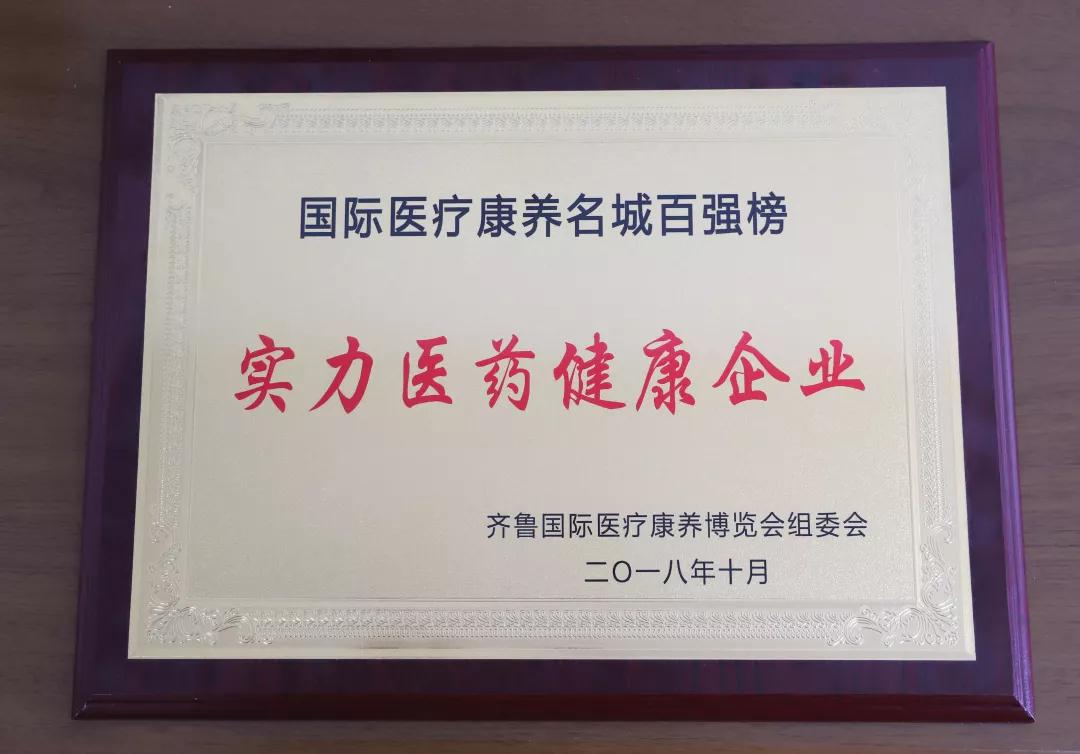 国际医疗康养名城百强榜
实力医药健康企业
齐鲁国际医疗康养博览会组委会
二〇一八年十月